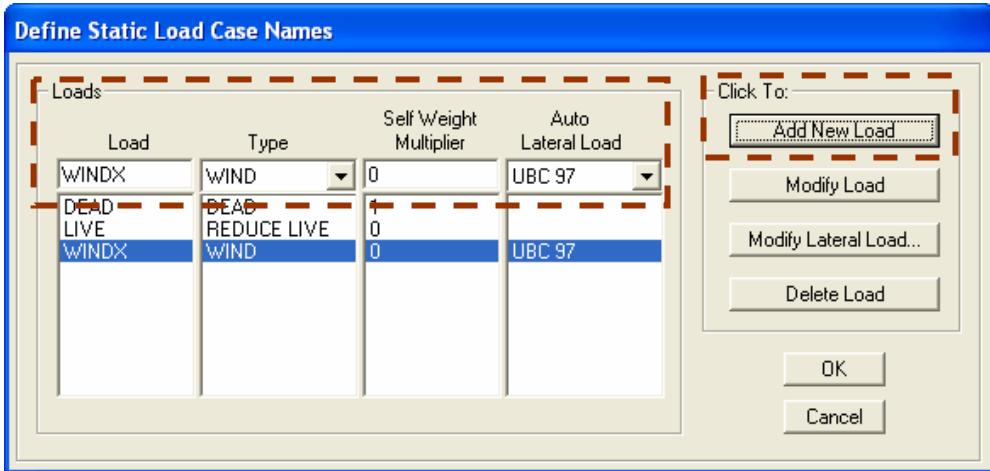 Define Static Load Case Names
Loads
Click To:
Self Weight Auto
Load Type Multiplier Lateral Load
Add New Load
WINDX WIND 0 UBC 97
Modify Load
DEAD DEAD 1
LIVE REDUCE LIVE 0
WINDX WIND 0 UBC 97
Modify Lateral Load...
Delete Load
OK
Cancel